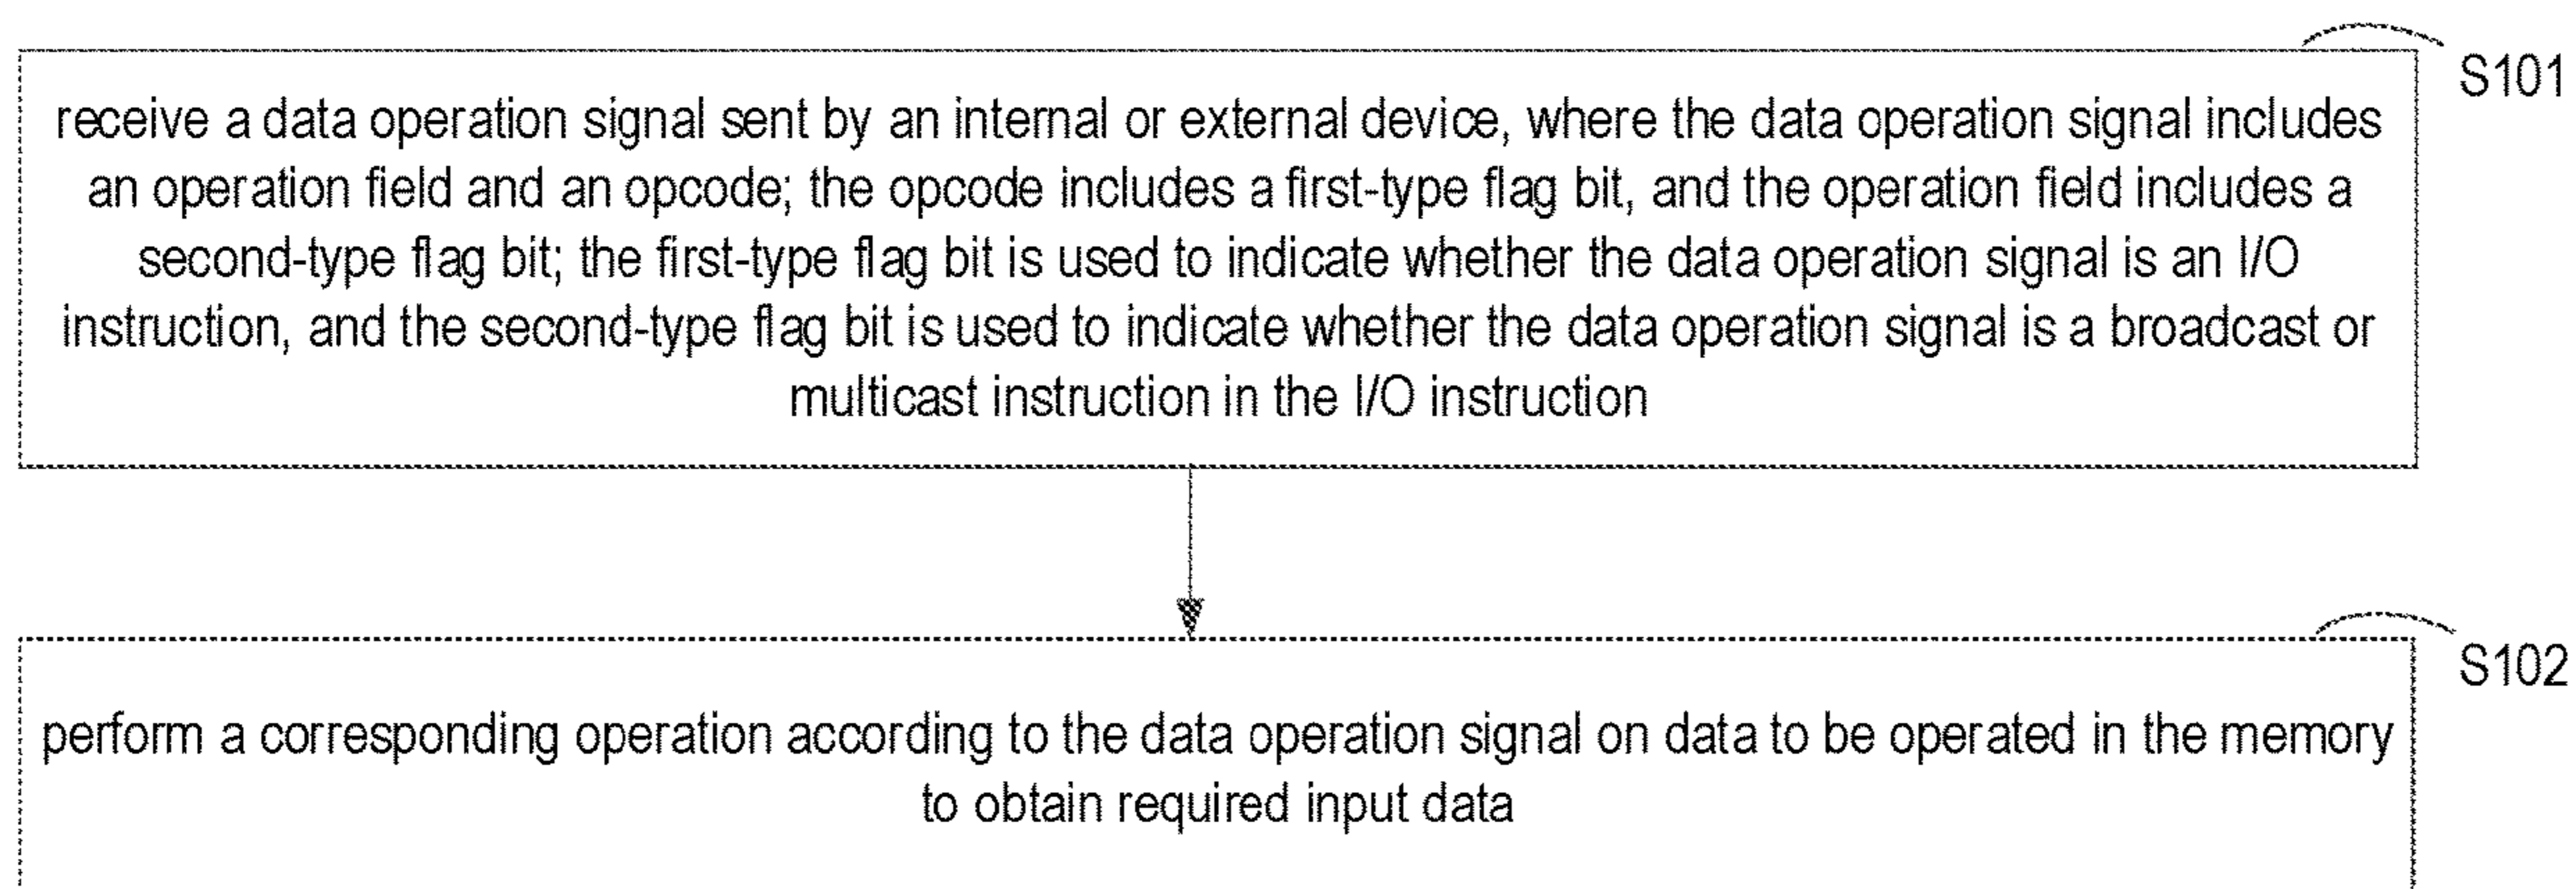 S101
receive a data operation signal sent by an internal or external device, where the data operation signal includes
an operation field and an opcode; the opcode includes a first-type flag bit, and the operation field includes a
second-type flag bit; the first-type flag bit is used to indicate whether the data operation signal is an I/O
instruction, and the second-type flag bit is used to indicate whether the data operation signal is a broadcast or
multicast instruction in the I/O instruction
S102
perform a corresponding operation according to the data operation signal on data to be operated in the memory
to obtain required input data